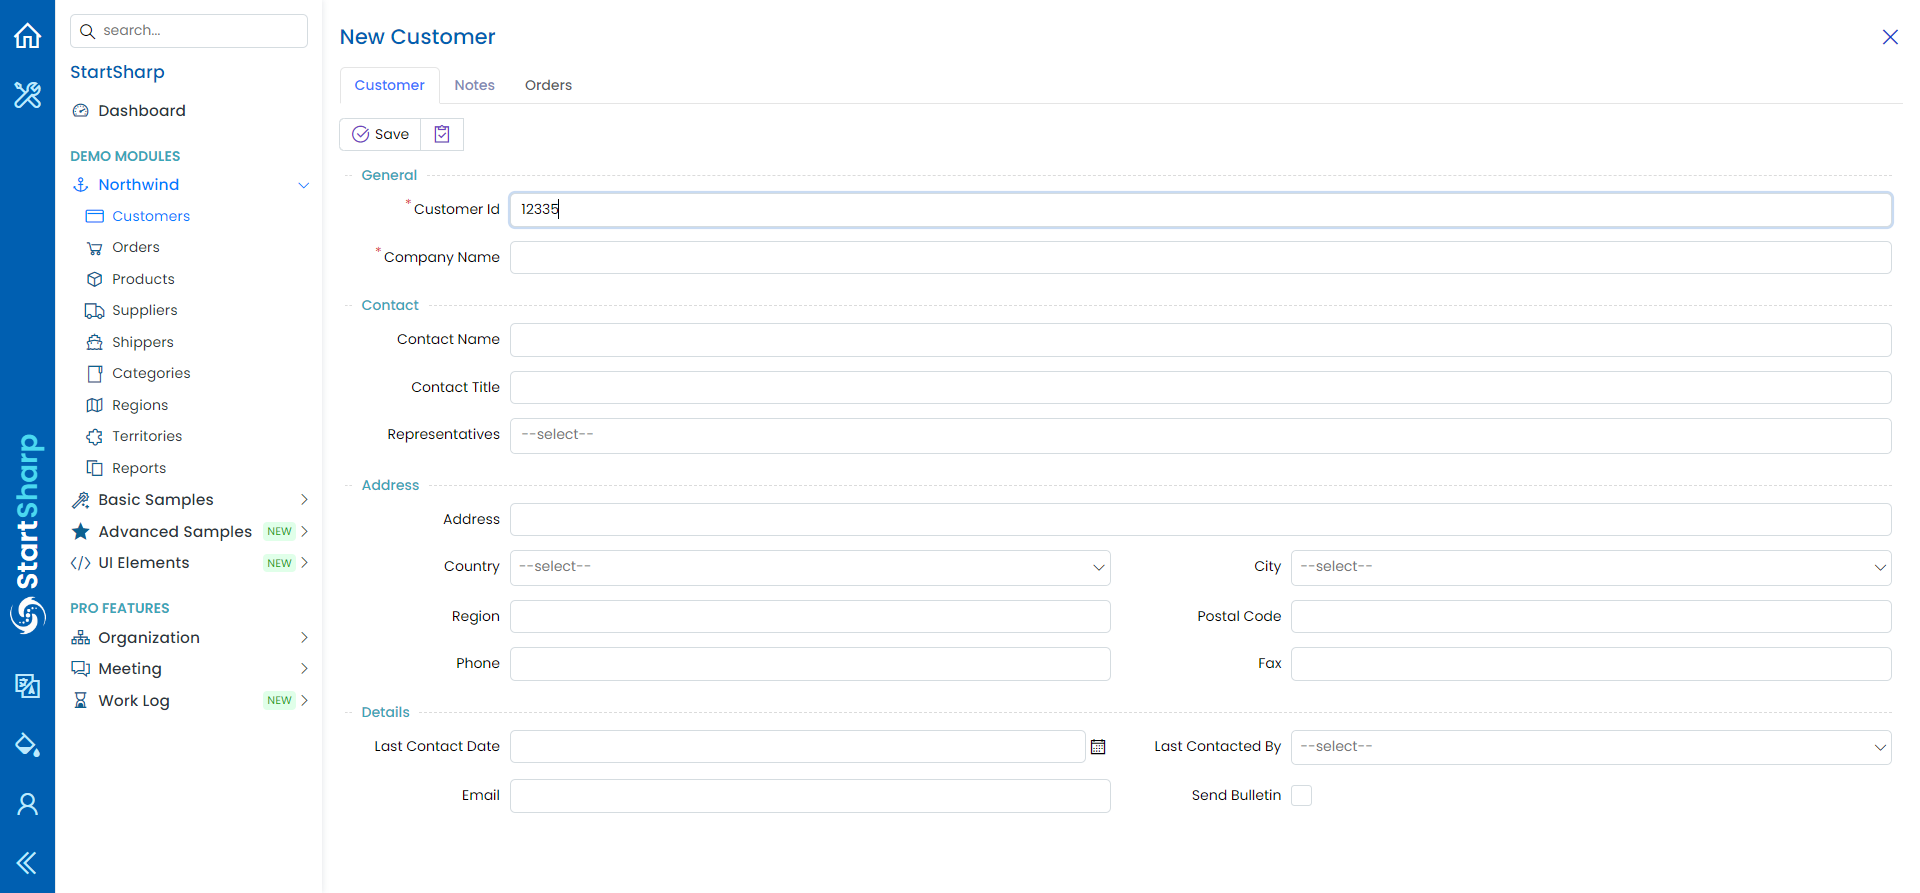 search...
StartSharp
Dashboard
DEMO MODULES
Northwind
Customers
Orders
Products
Suppliers
Shippers
Categories
Regions
Territories
Reports
Basic Samples
Advanced Samples NEW
UI Elements NEW
PRO FEATURES
Organization
Meeting
Work Log NEW
StartSharp
New Customer
Customer Notes Orders
Save
General
* Customer Id 12335
* Company Name
Contact
Contact Name
Contact Title
Representatives --select--
Address
Address
Country --select-- City --select--
Region Postal Code
Phone Fax
Details
Last Contact Date Last Contacted By --select--
Email Send Bulletin